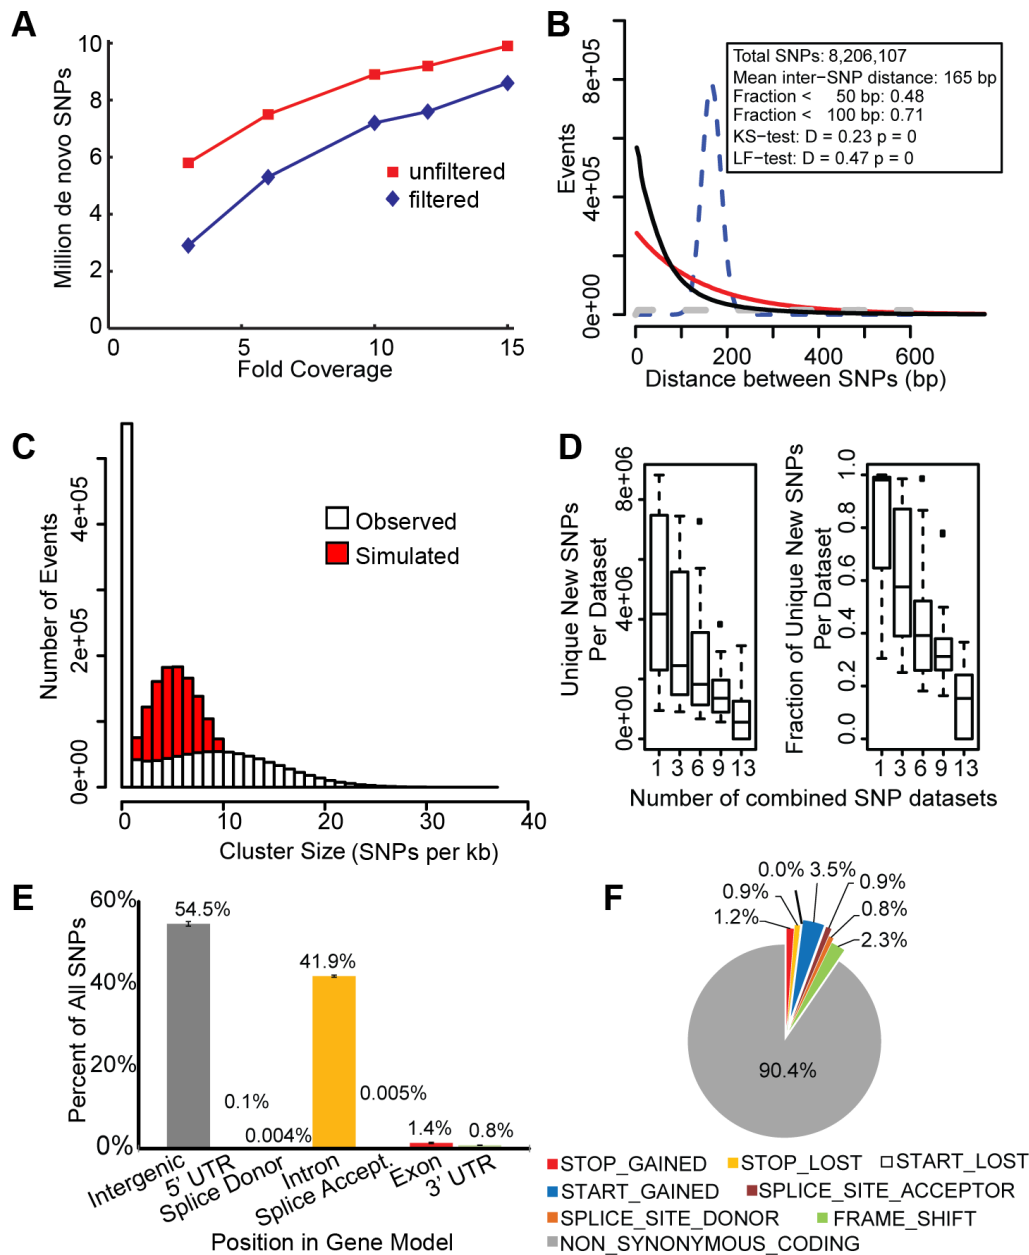 A
Million de novo SNPs
10
8
6
4
2
0
unfiltered
filtered
0
5
10
15
Fold Coverage
B
Events
8e+05
4e+05
0e+00
Total SNPs: 8,206,107
Mean inter−SNP distance: 165 bp
Fraction < 50 bp: 0.48
Fraction < 100 bp: 0.71
KS−test: D = 0.23 p = 0
LF−test: D = 0.47 p = 0
0
200
400
600
Distance between SNPs (bp)
C
Number of Events
4e+05
2e+05
0e+00
Observed
Simulated
0
10
20
30
40
Cluster Size (SNPs per kb)
D
Unique New SNPs
Per Dataset
8e+06
4e+06
0e+00
1 3 6 9 13
Fraction of Unique New SNPs
Per Dataset
1.0
0.8
0.6
0.4
0.2
0.0
1 3 6 9 13
Number of combined SNP datasets
E
Percent of All SNPs
60%
40%
20%
0%
54.5%
0.1%
0.004%
41.9%
0.005%
1.4%
0.8%
Intergenic
5' UTR
Splice Donor
Intron
Splice Accept.
Exon
3' UTR
Position in Gene Model
F
1.2%
0.9%
0.0%
3.5%
0.9%
0.8%
2.3%
90.4%
STOP_GAINED
STOP_LOST
START_LOST
START_GAINED
SPLICE_SITE_ACCEPTOR
SPLICE_SITE_DONOR
FRAME_SHIFT
NON_SYNONYMOUS_CODING